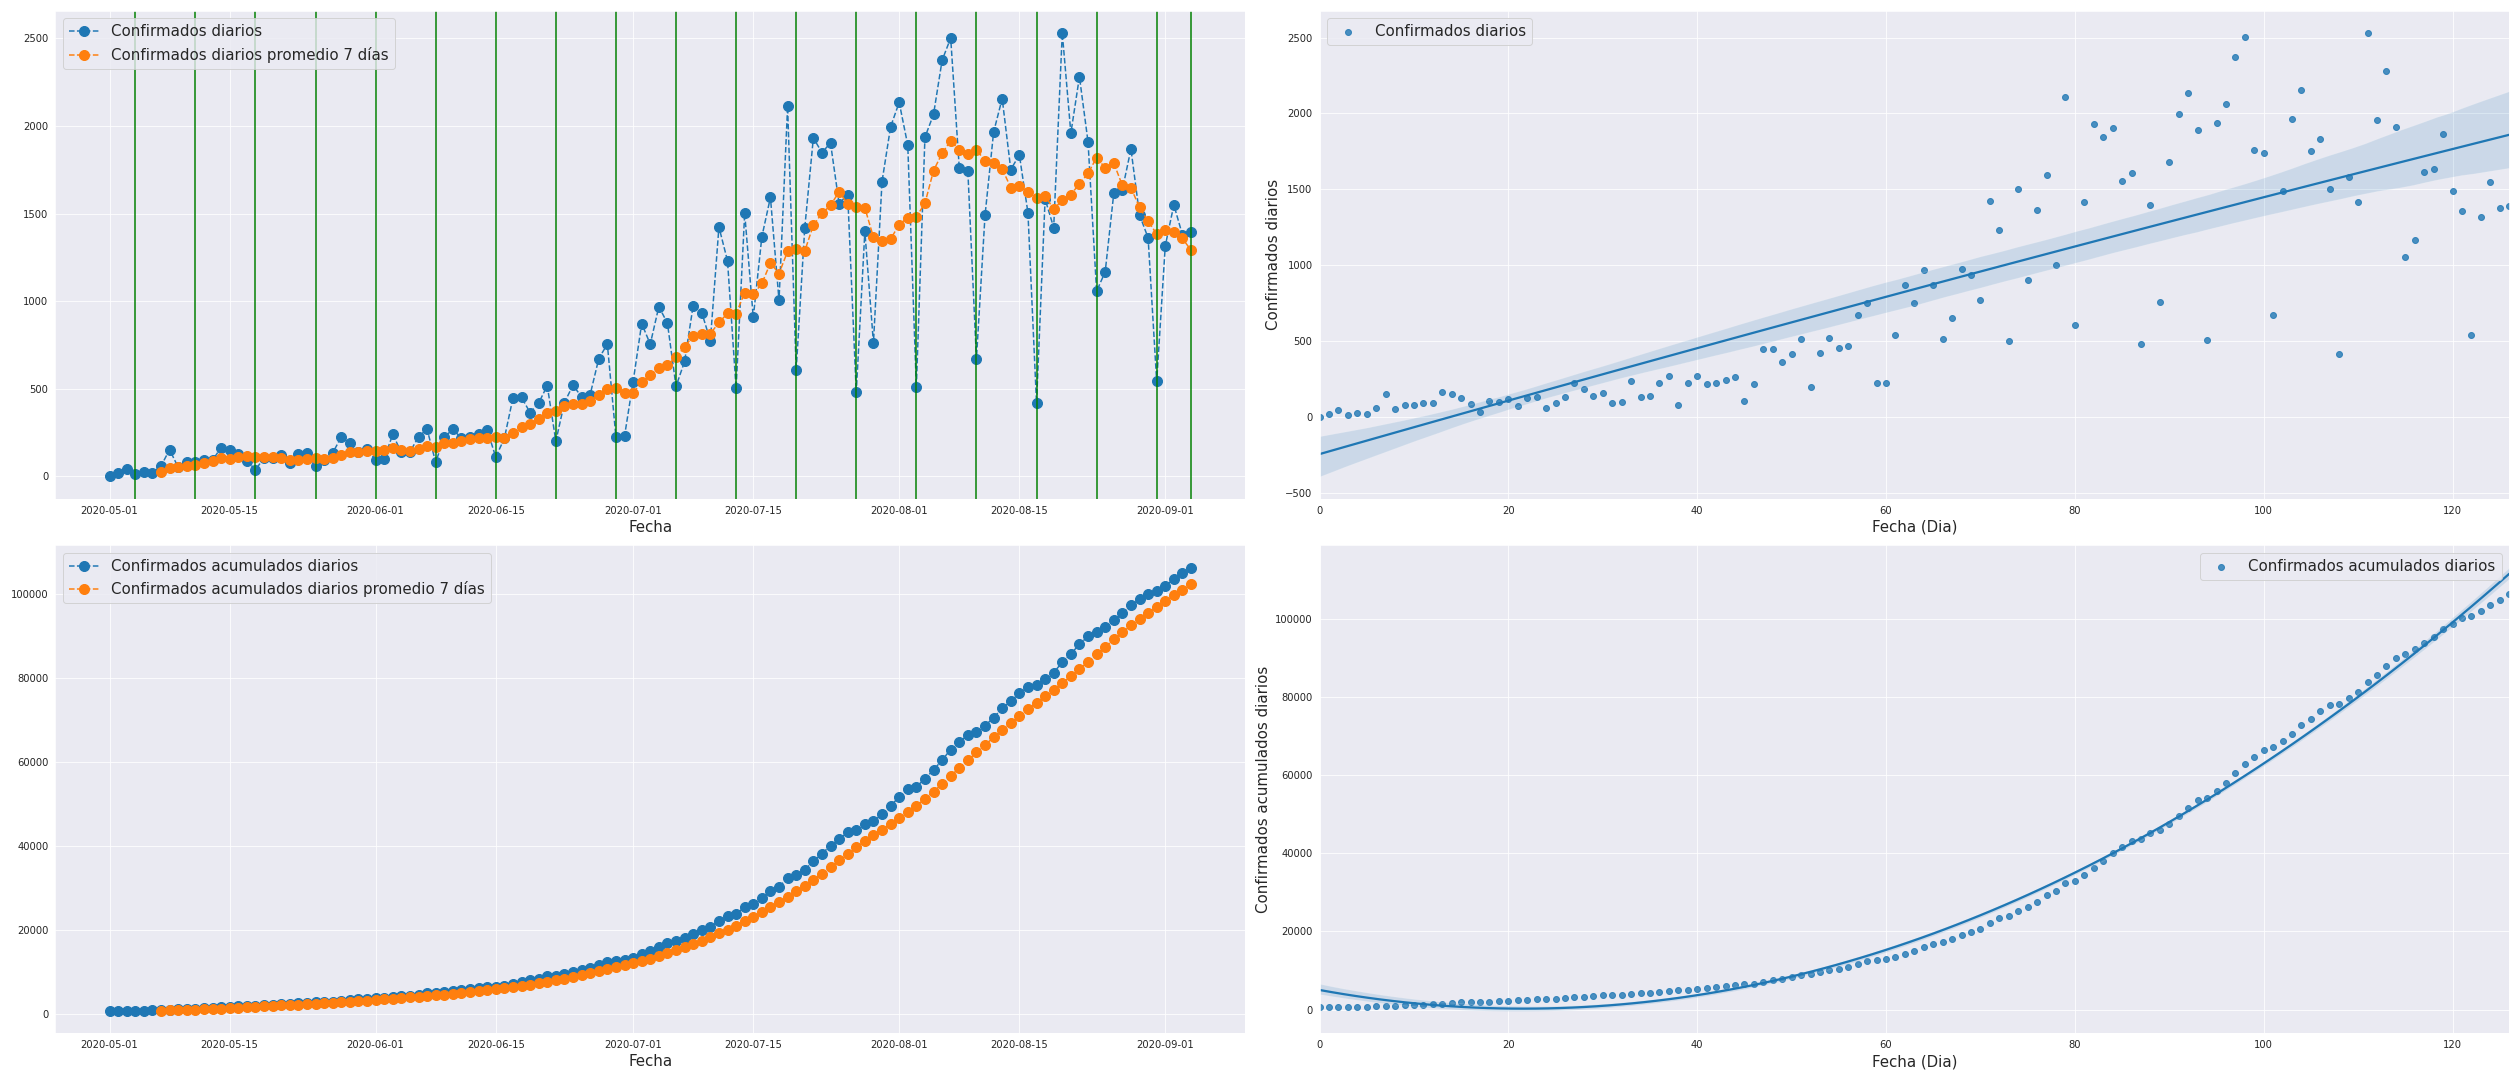 Confirmados diarios
Confirmados diarios promedio 7 días
2500
2000
1500
1000
500
0
2020-05-01 2020-05-15 2020-06-01 2020-06-15 2020-07-01 2020-07-15 2020-08-01 2020-08-15 2020-09-01
Fecha
Confirmados diarios
Confirmados diarios
2500
2000
1500
1000
500
0
−500
0 20 40 60 80 100 120
Fecha (Dia)
Confirmados acumulados diarios
Confirmados acumulados diarios promedio 7 días
100000
80000
60000
40000
20000
0
2020-05-01 2020-05-15 2020-06-01 2020-06-15 2020-07-01 2020-07-15 2020-08-01 2020-08-15 2020-09-01
Fecha
Confirmados acumulados diarios
Confirmados acumulados diarios
100000
80000
60000
40000
20000
0
0 20 40 60 80 100 120
Fecha (Dia)